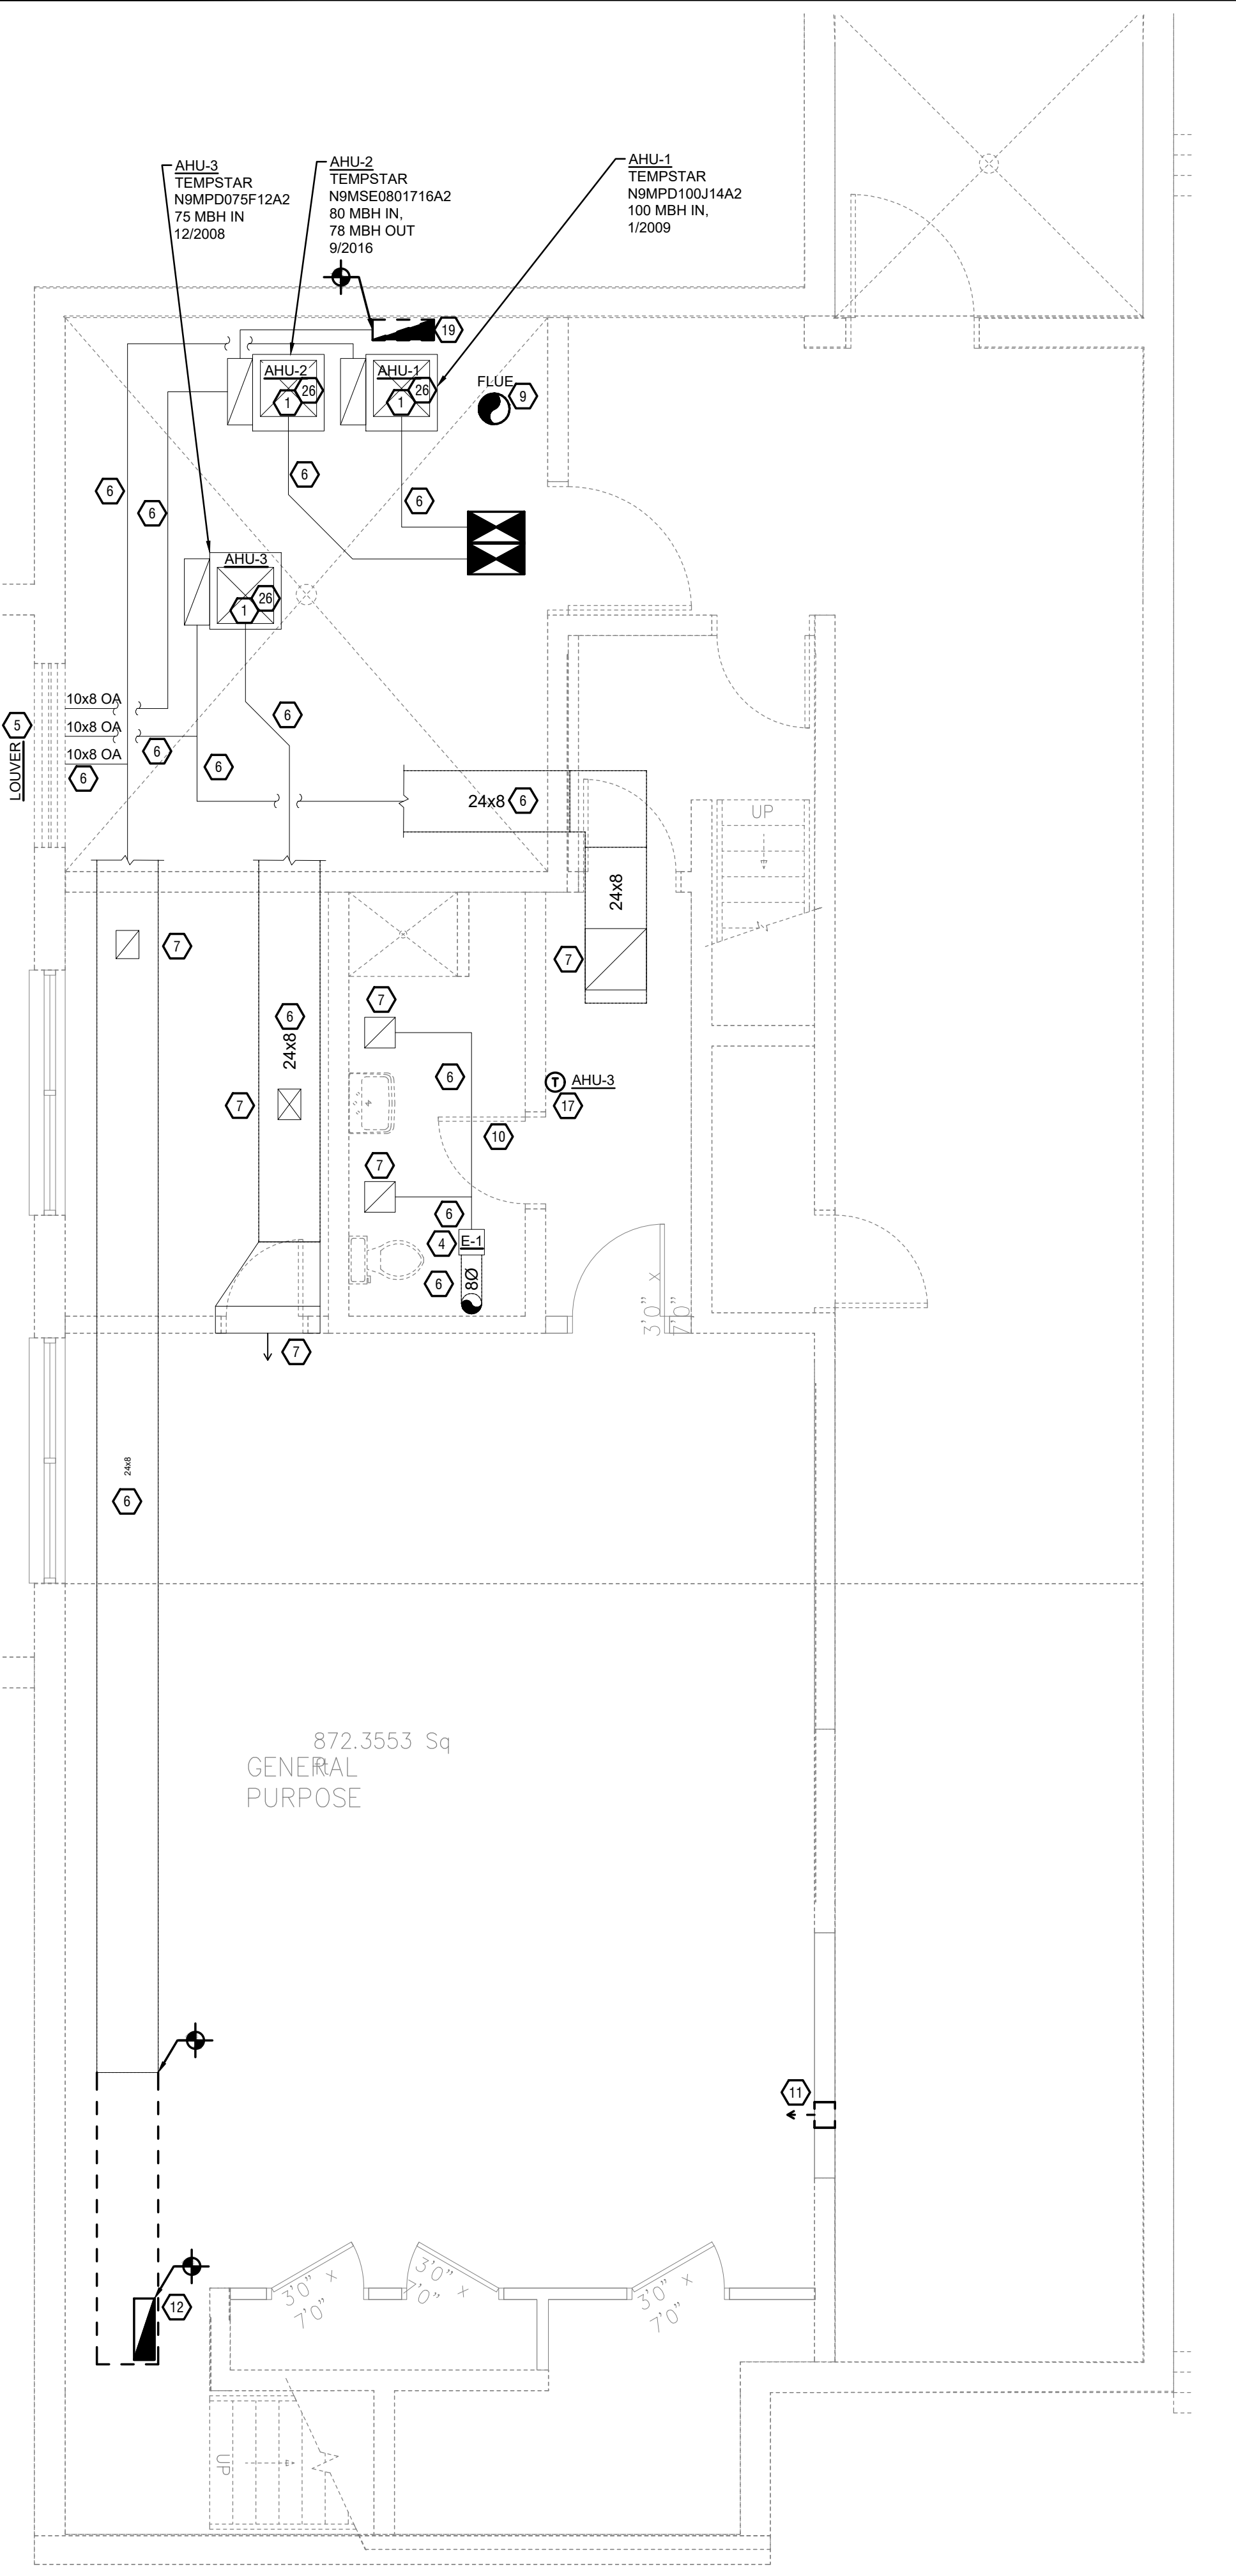 AHU-3
TEMPSTAR
N9MPD075F12A2
75 MBH IN
12/2008
AHU-2
TEMPSTAR
N9MSE0801716A2
80 MBH IN,
78 MBH OUT
9/2016
AHU-1
TEMPSTAR
N9MPD100J14A2
100 MBH IN,
1/2009
19
AHU-2
26
1
AHU-1
26
1
FLUE
9
6
6
6
6
AHU-3
26
1
10x8 OA
10x8 OA
10x8 OA
5
LOUVER
6
6
6
6
24x8
6
UP
24x8
7
7
7
6
24x8
7
6
AHU-3
17
10
7
6
4
E-1
6
8Ø
3'0" x
7'0"
7
24x8
6
872.3553 Sq
ft
GENERAL
PURPOSE
11
12
3'0" x
7'0"
3'0" x
7'0"
3'0" x
7'0"
UP
T